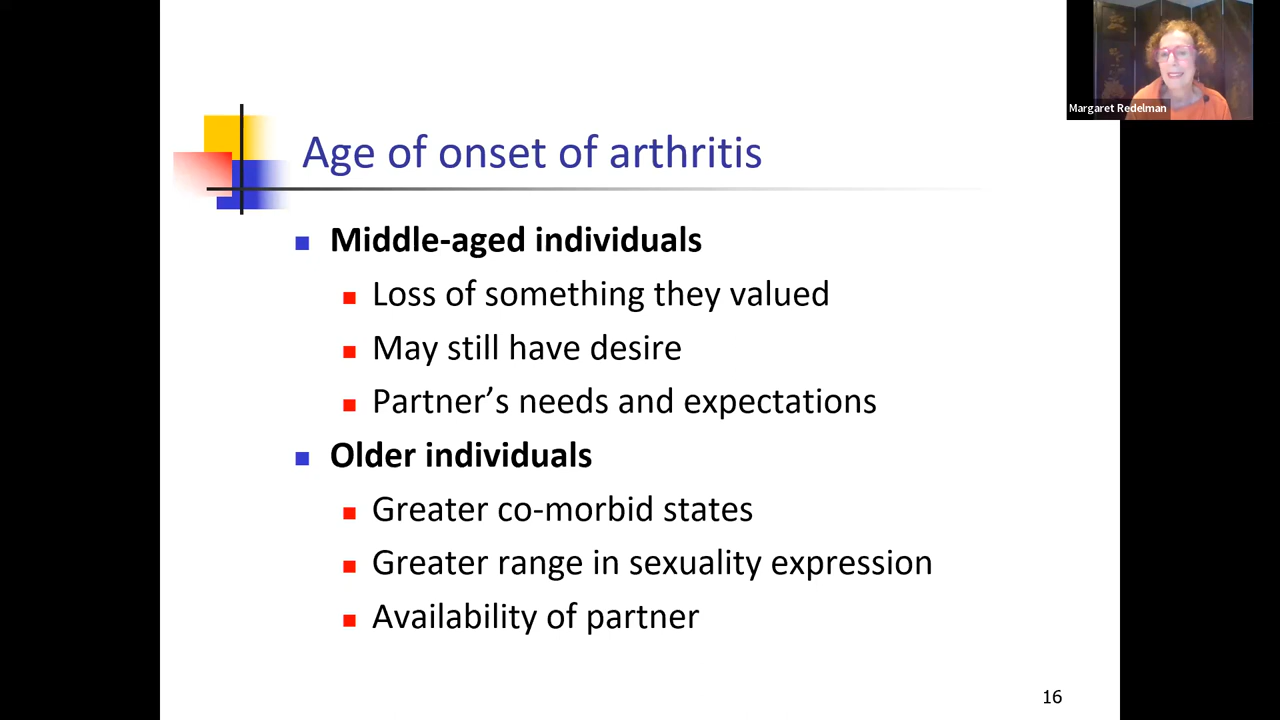 Margaret Redelman
Age of onset of arthritis
Middle-aged individuals
Loss of something they valued
May still have desire
Partner’s needs and expectations
Older individuals
Greater co-morbid states
Greater range in sexuality expression
Availability of partner
16